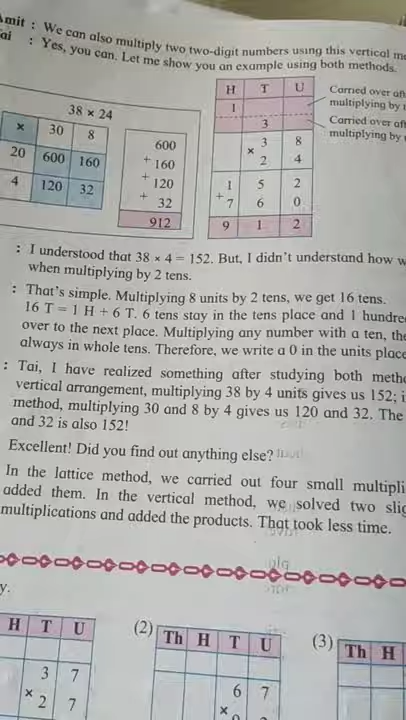 Amit : We can also multiply two two-digit numbers using this vertical
Tai : Yes, you can. Let me show you an example using both methods.
38 × 24
× 30 8
20 600 160
4 120 32
600
+ 160
+ 120
+ 32
912
H T U
1
3
3 8
× 2 4
1 5 2
+ 7 6 0
9 1 2
Carried over
multiplying by
Carried over
multiplying by
: I understood that 38 × 4 = 152. But, I didn't understand how
when multiplying by 2 tens.
: That's simple. Multiplying 8 units by 2 tens, we get 16 tens.
16 T = 1 H + 6 T. 6 tens stay in the tens place and 1
over to the next place. Multiplying any number with a ten,
always in whole tens. Therefore, we write a 0 in the units place
: Tai, I have realized something after studying both
vertical arrangement, multiplying 38 by 4 units gives us 152;
method, multiplying 30 and 8 by 4 gives us 120 and 32. The
and 32 is also 152!
Excellent! Did you find out anything else?
In the lattice method, we carried out four small
added them. In the vertical method, we solved two
multiplications and added the products. That took less time.
y.
H T U
3 7
× 2 7
(2)
Th H T U
6 7
×
(3)
Th H